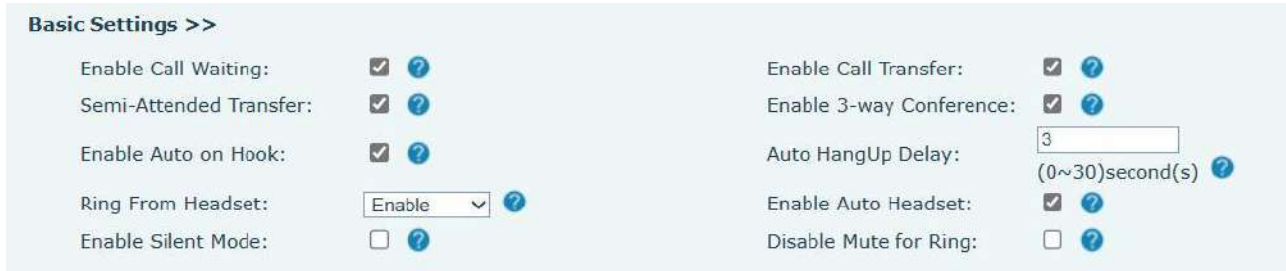 Basic Settings >>
Enable Call Waiting: ? Enable Call Transfer: ?
Semi-Attended Transfer: ? Enable 3-way Conference: ?
Enable Auto on Hook: ? Auto HangUp Delay: 3
(0~30)second(s) ?
Ring From Headset: Enable ? Enable Auto Headset: ?
Enable Silent Mode: ? Disable Mute for Ring: ?